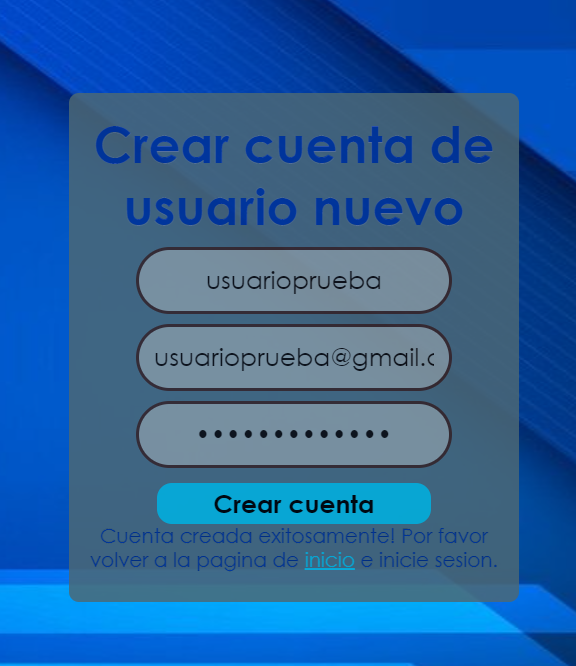 Crear cuenta de
usuario nuevo
usuarioprueba
usuarioprueba@gmail.c
•••••••••••••
Crear cuenta
Cuenta creada exitosamente! Por favor
volver a la pagina de inicio e inicie sesion.